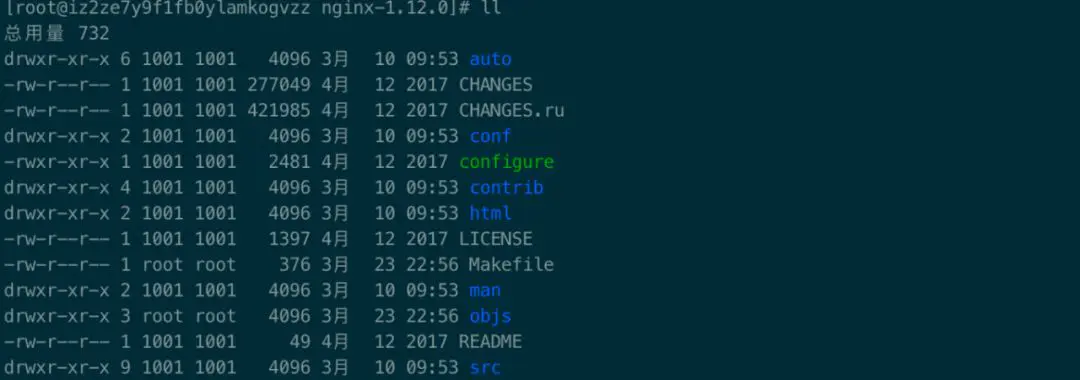 [root@iz2ze7y9f1fb0ylamkogvzz nginx-1.12.0]# ll
总用量 732
drwxr-xr-x 6 1001 1001   4096 3月  10 09:53 auto
-rw-r--r-- 1 1001 1001 277049 4月  12 2017 CHANGES
-rw-r--r-- 1 1001 1001 421985 4月  12 2017 CHANGES.ru
drwxr-xr-x 2 1001 1001   4096 3月  10 09:53 conf
-rwxr-xr-x 1 1001 1001   2481 4月  12 2017 configure
drwxr-xr-x 4 1001 1001   4096 3月  10 09:53 contrib
drwxr-xr-x 2 1001 1001   4096 3月  10 09:53 html
-rw-r--r-- 1 1001 1001   1397 4月  12 2017 LICENSE
-rw-r--r-- 1 root root    376 3月  23 22:56 Makefile
drwxr-xr-x 2 1001 1001   4096 3月  10 09:53 man
drwxr-xr-x 3 root root   4096 3月  23 22:56 objs
-rw-r--r-- 1 1001 1001     49 4月  12 2017 README
drwxr-xr-x 9 1001 1001   4096 3月  10 09:53 src